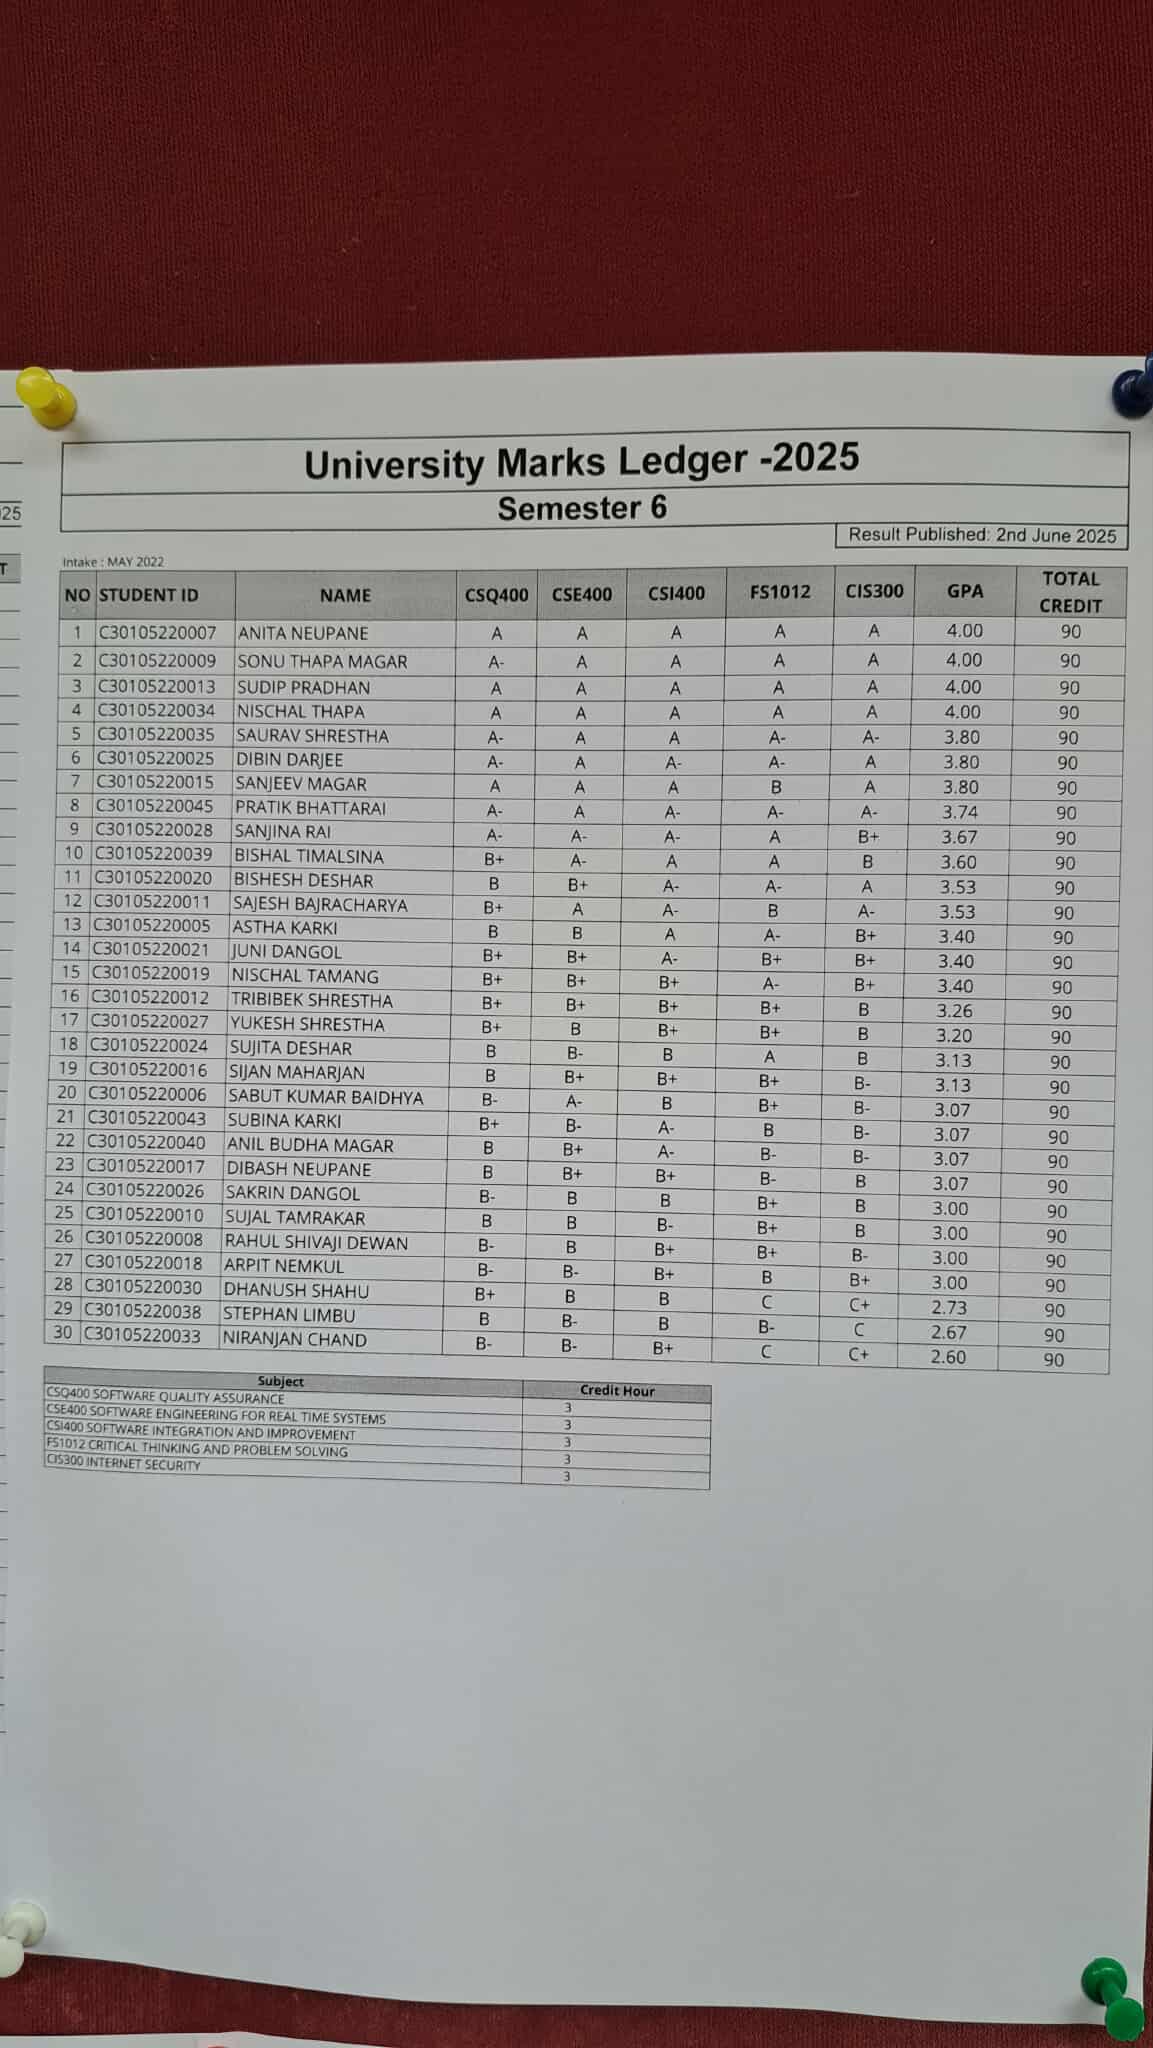 University Marks Ledger -2025
Semester 6
Result Published: 2nd June 2025
Intake : MAY 2022
NO STUDENT ID NAME CSQ400 CSE400 CSI400 FS1012 CIS300 GPA TOTAL CREDIT
1 C30105220007 ANITA NEUPANE A A A A A 4.00 90
2 C30105220009 SONU THAPA MAGAR A- A A A A 4.00 90
3 C30105220013 SUDIP PRADHAN A A A A A 4.00 90
4 C30105220034 NISCHAL THAPA A A A A A 4.00 90
5 C30105220035 SAURAV SHRESTHA A- A A A- A- 3.80 90
6 C30105220025 DIBIN DARJEE A- A A- A- A 3.80 90
7 C30105220015 SANJEEV MAGAR A A A B A 3.80 90
8 C30105220045 PRATIK BHATTARAI A- A A- A- A- 3.74 90
9 C30105220028 SANJINA RAI A- A- A- A B+ 3.67 90
10 C30105220039 BISHAL TIMALSINA B+ A- A A B 3.60 90
11 C30105220020 BISHESH DESHAR B B+ A- A- A 3.53 90
12 C30105220011 SAJESH BAJRACHARYA B+ A A- B A- 3.53 90
13 C30105220005 ASTHA KARKI B B A A- B+ 3.40 90
14 C30105220021 JUNI DANGOL B+ B+ A- B+ B+ 3.40 90
15 C30105220019 NISCHAL TAMANG B+ B+ B+ A- B+ 3.40 90
16 C30105220012 TRIBIBEK SHRESTHA B+ B+ B+ B+ B 3.26 90
17 C30105220027 YUKESH SHRESTHA B+ B B+ B+ B 3.20 90
18 C30105220024 SUJITA DESHAR B B- B A B 3.13 90
19 C30105220016 SIJAN MAHARJAN B B+ B+ B+ B- 3.13 90
20 C30105220006 SABUT KUMAR BAIDHYA B- A- B B+ B- 3.07 90
21 C30105220043 SUBINA KARKI B+ B- A- B B- 3.07 90
22 C30105220040 ANIL BUDHA MAGAR B B+ A- B- B- 3.07 90
23 C30105220017 DIBASH NEUPANE B B+ B+ B- B 3.07 90
24 C30105220026 SAKRIN DANGOL B- B B B+ B 3.00 90
25 C30105220010 SUJAL TAMRAKAR B B B- B+ B 3.00 90
26 C30105220008 RAHUL SHIVAJI DEWAN B- B B+ B+ B- 3.00 90
27 C30105220018 ARPIT NEMKUL B- B- B+ B B+ 3.00 90
28 C30105220030 DHANUSH SHAHU B+ B B C C+ 2.73 90
29 C30105220038 STEPHAN LIMBU B B- B B- C 2.67 90
30 C30105220033 NIRANJAN CHAND B- B- B+ C C+ 2.60 90
Subject Credit Hour
CSQ400 SOFTWARE QUALITY ASSURANCE 3
CSE400 SOFTWARE ENGINEERING FOR REAL TIME SYSTEMS 3
CSI400 SOFTWARE INTEGRATION AND IMPROVEMENT 3
FS1012 CRITICAL THINKING AND PROBLEM SOLVING 3
CIS300 INTERNET SECURITY 3